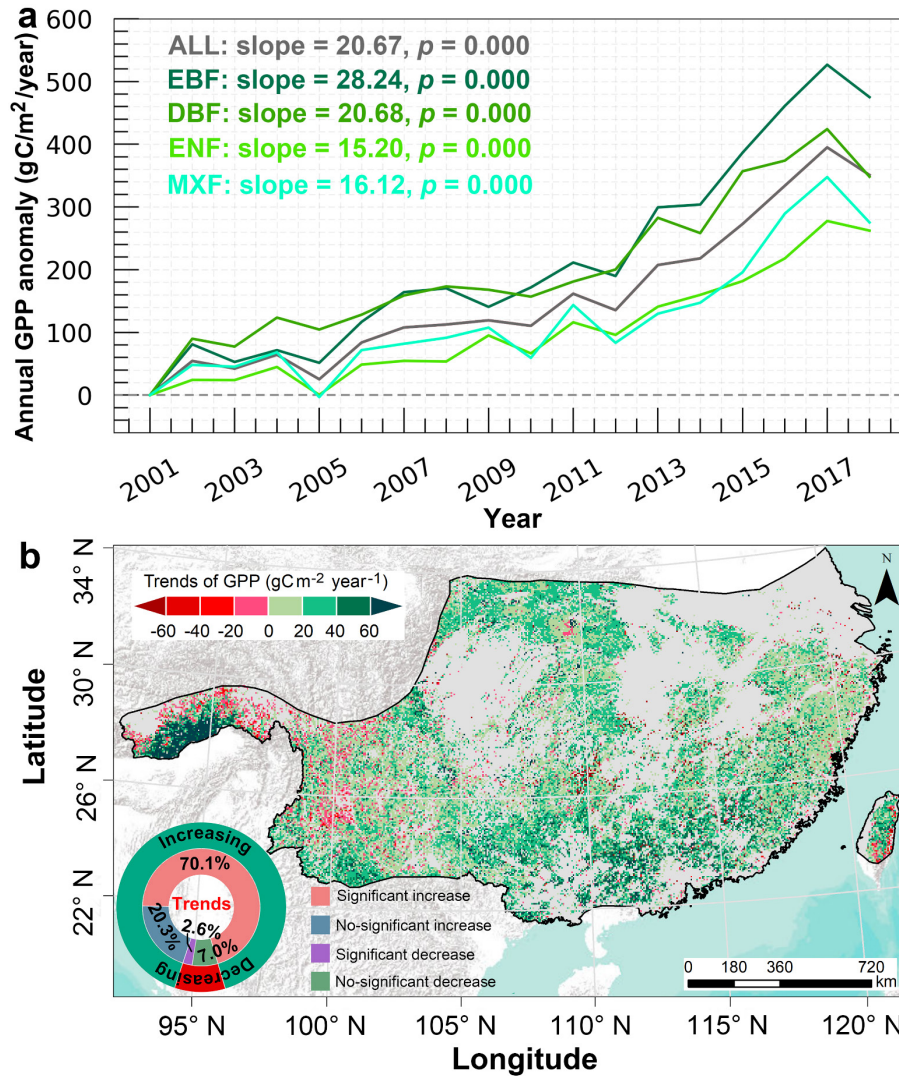 a
600
500
400
300
200
100
0
Annual GPP anomaly (gC/m²/year)
ALL: slope = 20.67, p = 0.000
EBF: slope = 28.24, p = 0.000
DBF: slope = 20.68, p = 0.000
ENF: slope = 15.20, p = 0.000
MXF: slope = 16.12, p = 0.000
2001 2003 2005 2007 2009 2011 2013 2015 2017
Year
b
Trends of GPP (gC m⁻² year⁻¹)
-60 -40 -20 0 20 40 60
N
34° N
30° N
26° N
22° N
Latitude
Increasing
70.1%
Trends
20.3%
2.6%
7.0%
Decreasing
Significant increase
No-significant increase
Significant decrease
No-significant decrease
0 180 360 720
km
95° N 100° N 105° N 110° N 115° N 120° N
Longitude